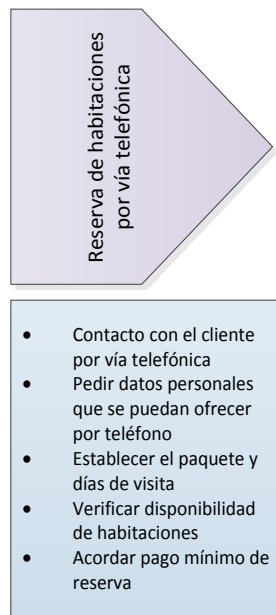 Reserva de habitaciones
por vía telefónica
• Contacto con el cliente
por vía telefónica
• Pedir datos personales
que se puedan ofrecer
por teléfono
• Establecer el paquete y
días de visita
• Verificar disponibilidad
de habitaciones
• Acordar pago mínimo de
reserva